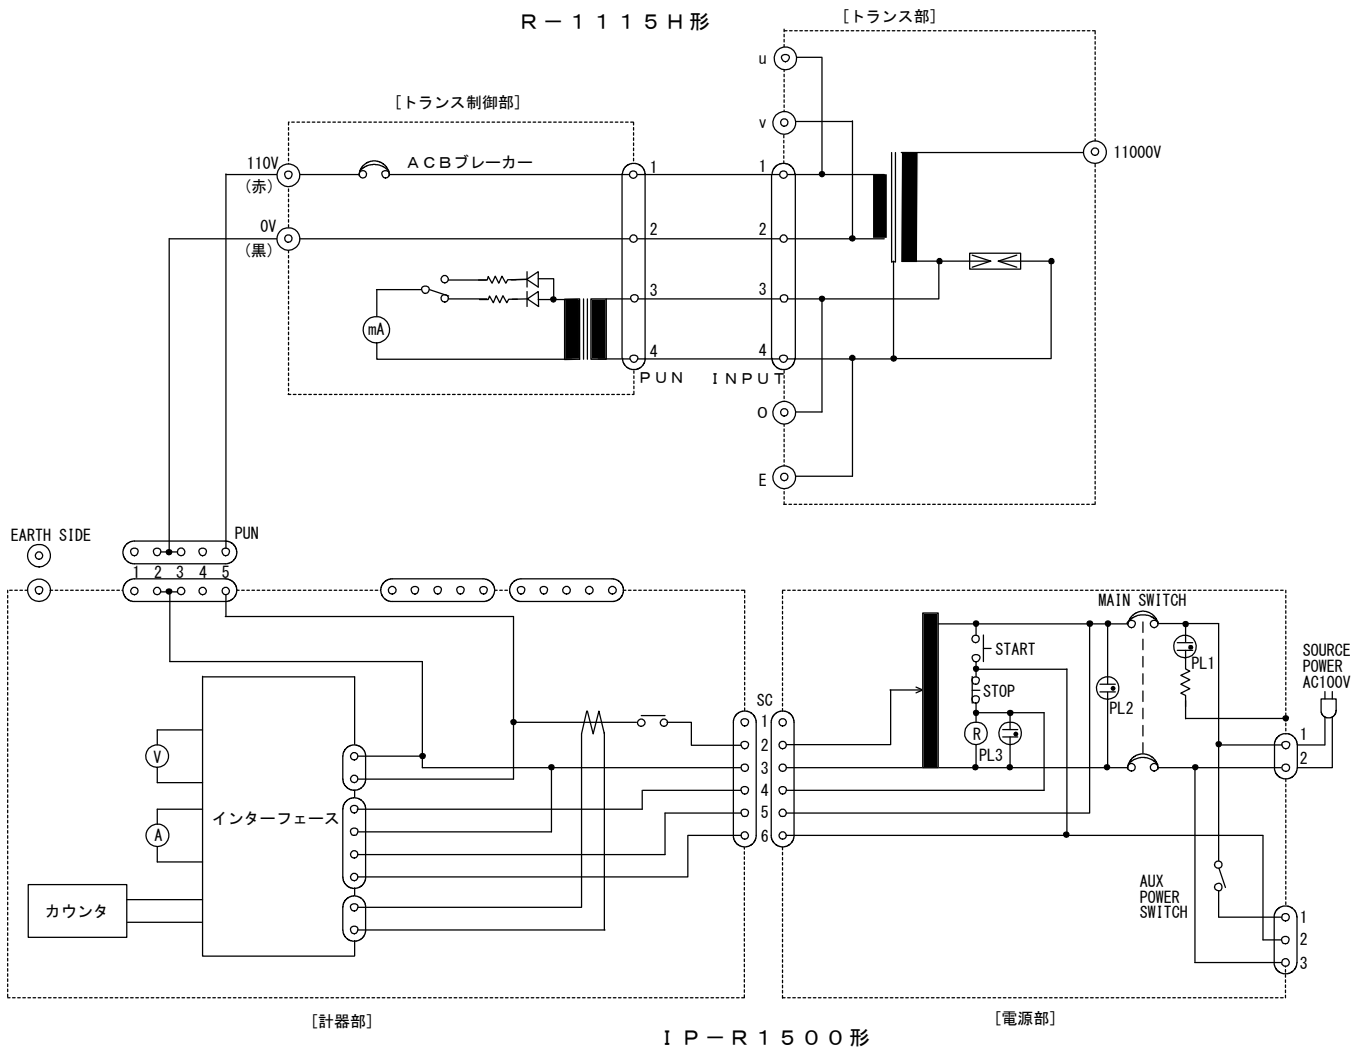 R－1115H形
[トランス部]
u
[トランス制御部]
v
110V
(赤)
ACBブレーカー
1
1
11000V
0V
(黒)
2
2
3
3
mA
4
4
PUN
INPUT
O
E
EARTH SIDE
PUN
1 2 3 4 5
MAIN SWITCH
START
PL1
SOURCE
POWER
AC100V
STOP
SC
PL2
R
PL3
1
2
3
4
5
6
1
2
V
A
インターフェース
カウンタ
AUX
POWER
SWITCH
1
2
3
[計器部]
[電源部]
IP－R1500形